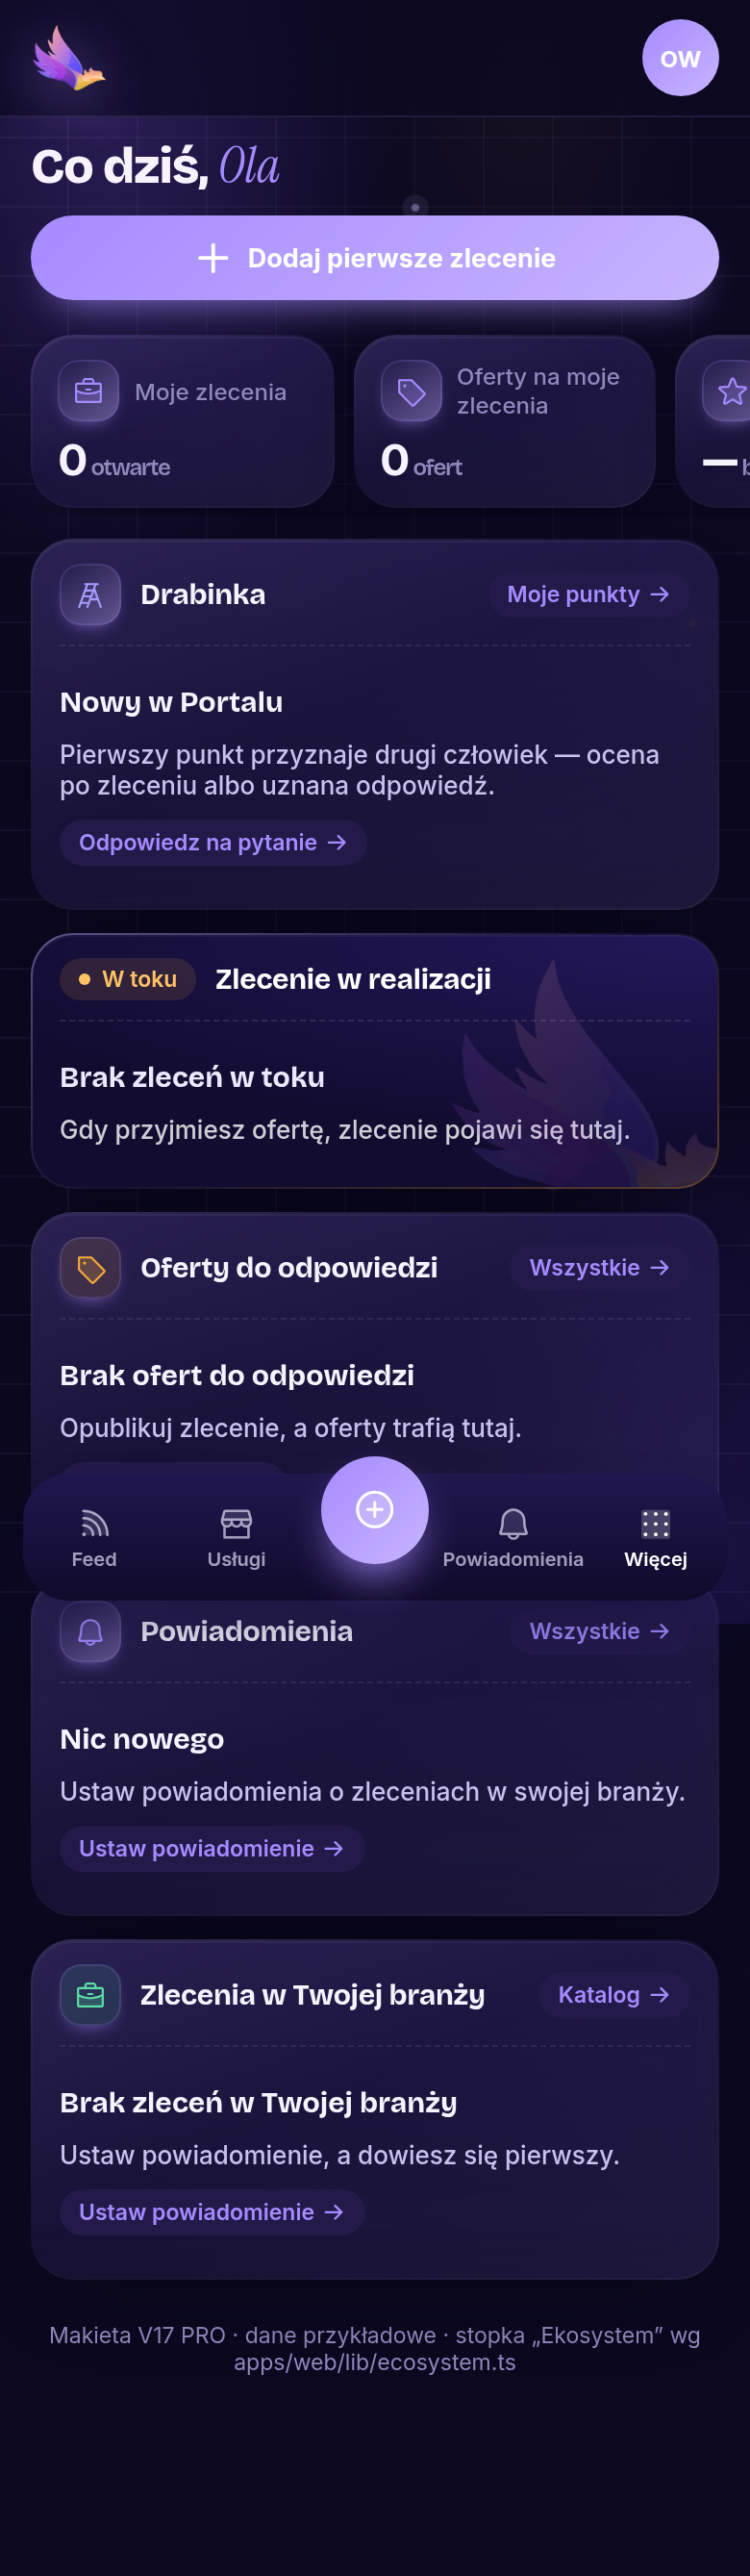 OW
Co dziś, Ola
Dodaj pierwsze zlecenie
Moje zlecenia
0 otwarte
Oferty na moje
zlecenia
0 ofert
—
Drabinka
Moje punkty →
Nowy w Portalu
Pierwszy punkt przyznaje drugi człowiek — ocena
po zleceniu albo uznana odpowiedź.
Odpowiedz na pytanie →
W toku
Zlecenie w realizacji
Brak zleceń w toku
Gdy przyjmiesz ofertę, zlecenie pojawi się tutaj.
Oferty do odpowiedzi
Wszystkie →
Brak ofert do odpowiedzi
Opublikuj zlecenie, a oferty trafią tutaj.
Feed
Usługi
Powiadomienia
Więcej
Powiadomienia
Wszystkie →
Nic nowego
Ustaw powiadomienia o zleceniach w swojej branży.
Ustaw powiadomienie →
Zlecenia w Twojej branży
Katalog →
Brak zleceń w Twojej branży
Ustaw powiadomienie, a dowiesz się pierwszy.
Ustaw powiadomienie →
Makieta V17 PRO · dane przykładowe · stopka „Ekosystem” wg
apps/web/lib/ecosystem.ts